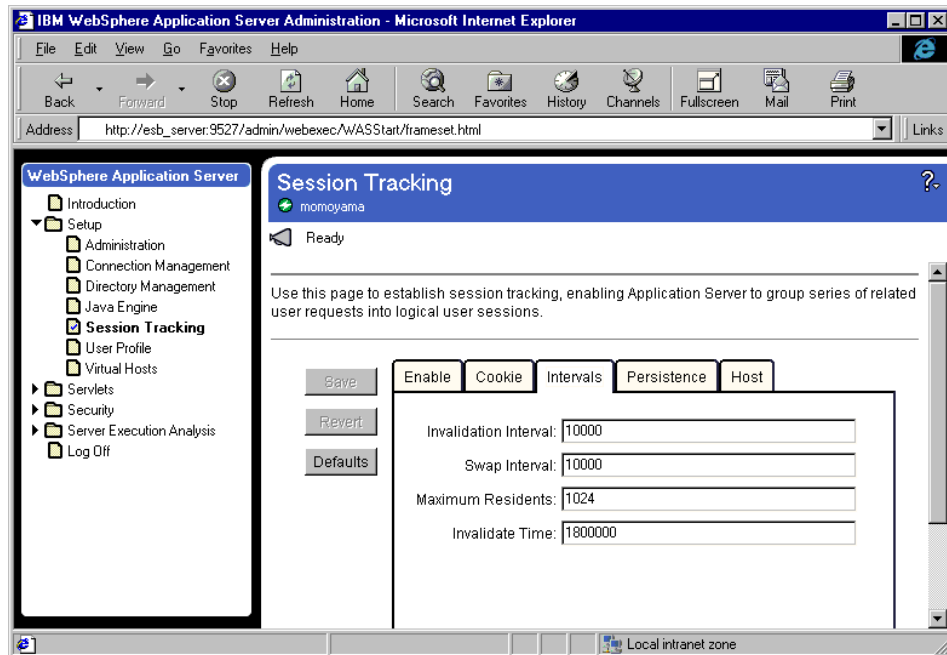 IBM WebSphere Application Server Administration - Microsoft Internet Explorer
File Edit View Go Favorites Help
Back Forward Stop Refresh Home Search Favorites History Channels Fullscreen Mail Print
Address http://esb_server:9527/admin/webexec/WASStart/frameset.html Links
WebSphere Application Server
Introduction
Setup
Administration
Connection Management
Directory Management
Java Engine
Session Tracking
User Profile
Virtual Hosts
Servlets
Security
Server Execution Analysis
Log Off
Session Tracking
momoyama
?
Ready
Use this page to establish session tracking, enabling Application Server to group series of related
user requests into logical user sessions.
Save
Revert
Defaults
Enable Cookie Intervals Persistence Host
Invalidation Interval: 10000
Swap Interval: 10000
Maximum Residents: 1024
Invalidate Time: 1800000
Local intranet zone